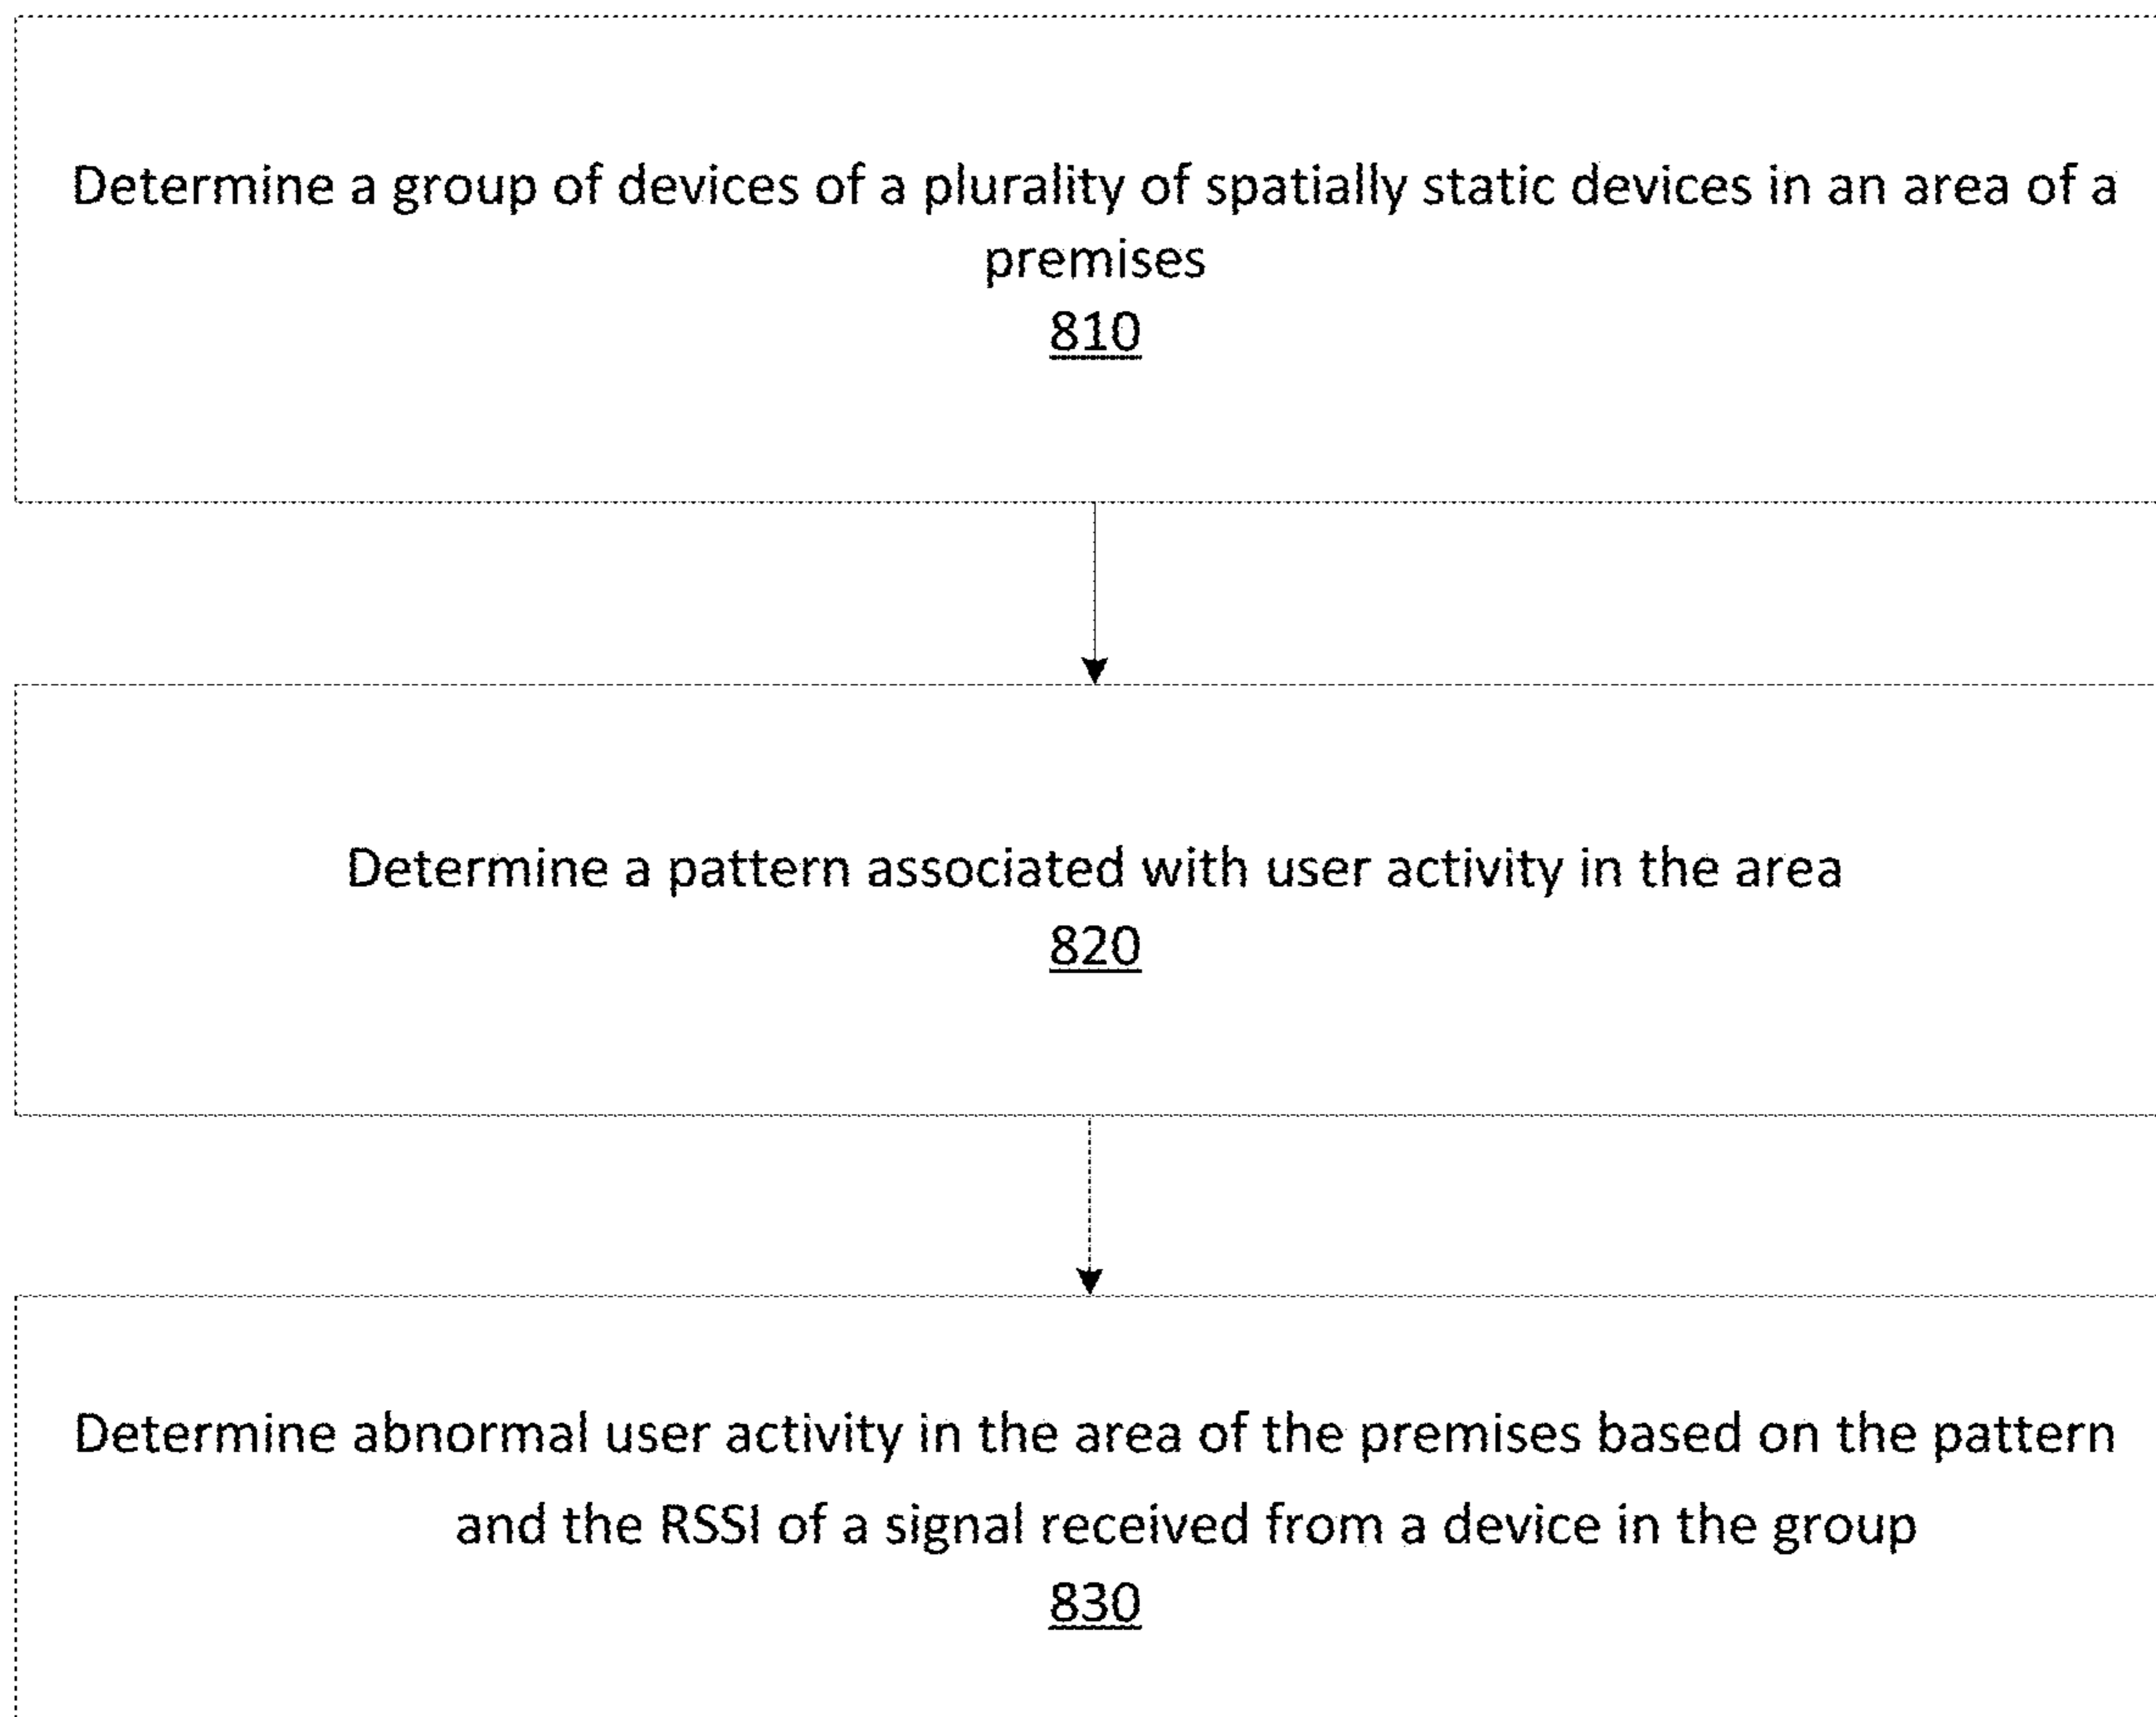 Determine a group of devices of a plurality of spatially static devices in an area of a
premises
810
Determine a pattern associated with user activity in the area
820
Determine abnormal user activity in the area of the premises based on the pattern
and the RSSI of a signal received from a device in the group
830